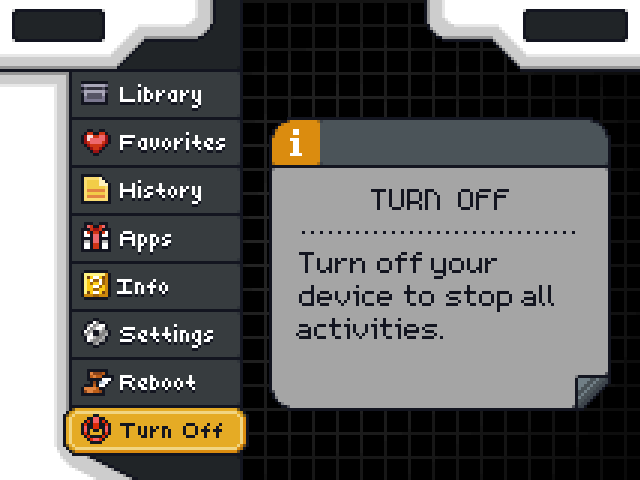 Library
Favorites
History
Apps
Info
Settings
Reboot
Turn Off
i
TURN OFF
Turn off your
device to stop all
activities.